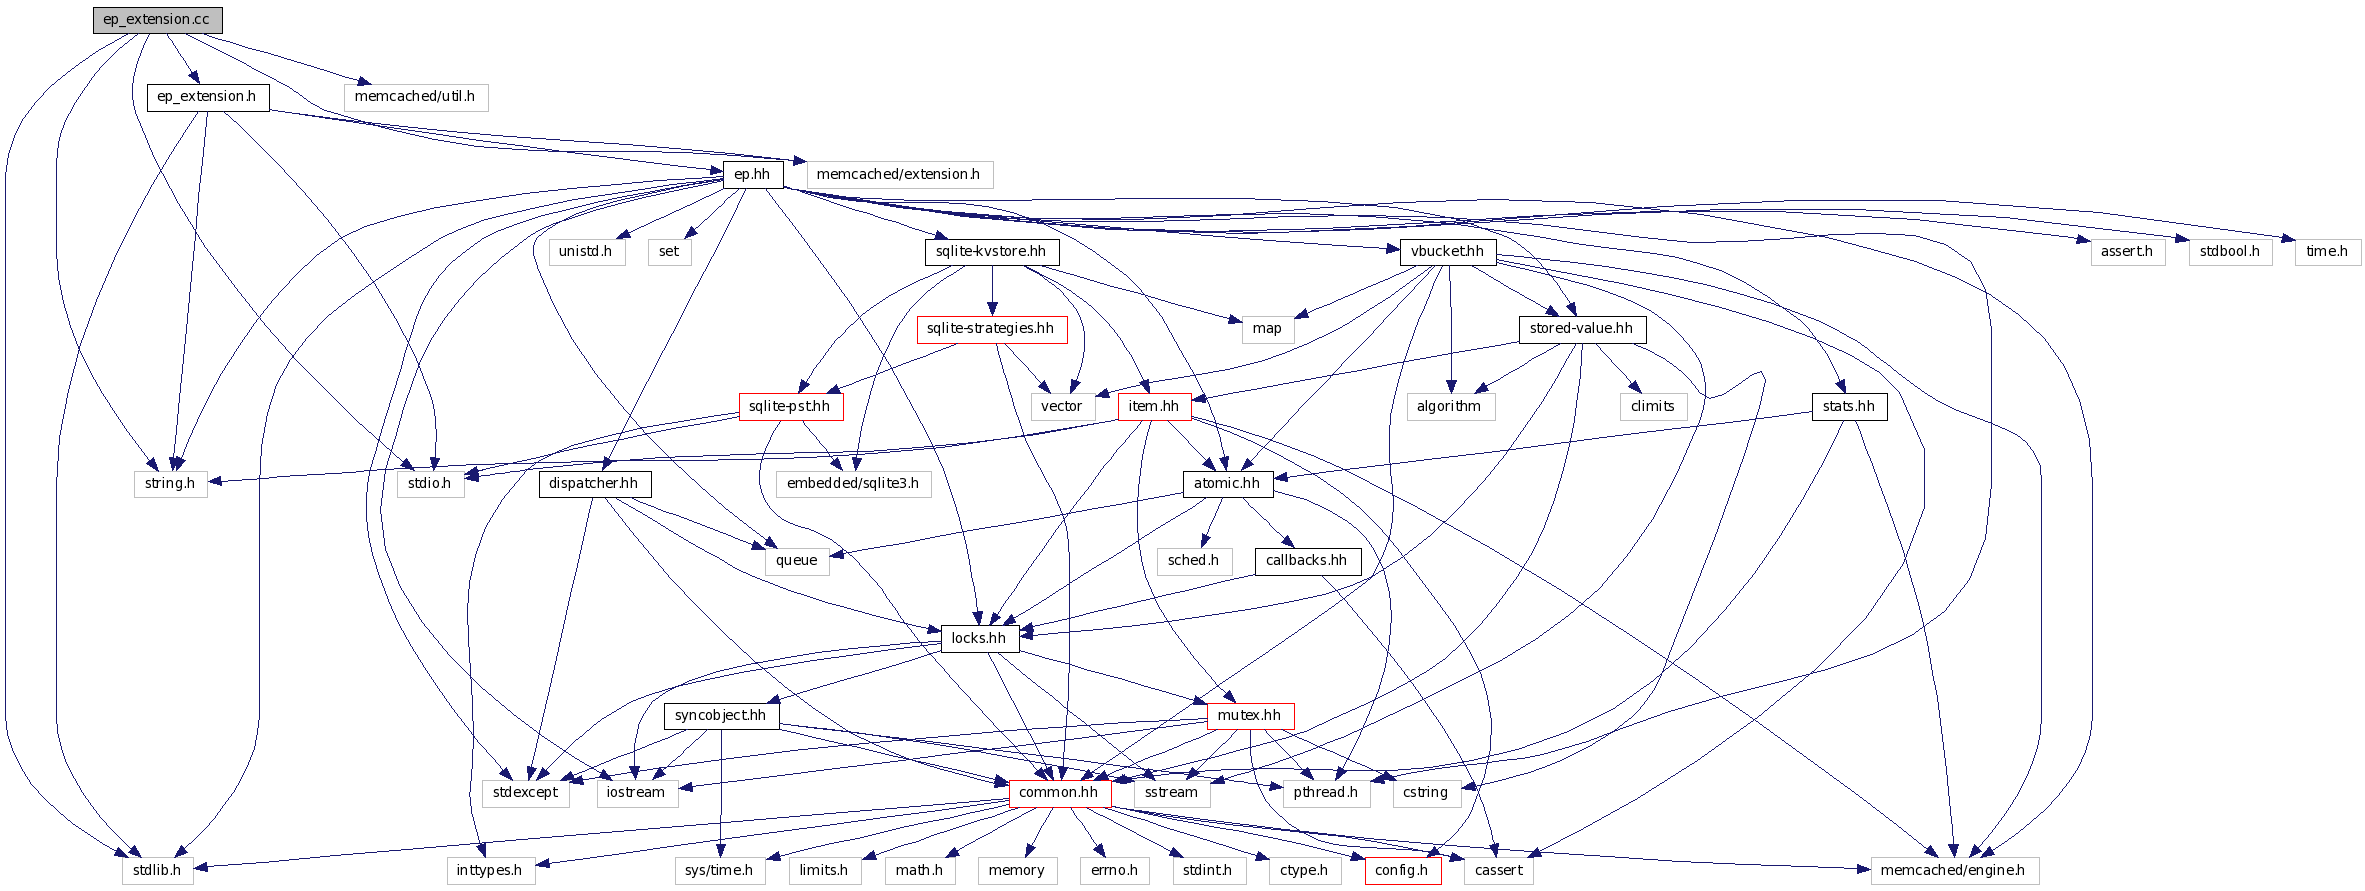 ep_extension.cc
ep_extension.h
memcached/util.h
ep.hh
memcached/extension.h
unistd.h
set
sqlite-kvstore.hh
vbucket.hh
assert.h
stdbool.h
time.h
sqlite-strategies.hh
map
stored-value.hh
sqlite-pst.hh
vector
item.hh
algorithm
climits
stats.hh
string.h
stdio.h
dispatcher.hh
embedded/sqlite3.h
atomic.hh
queue
sched.h
callbacks.hh
locks.hh
syncobject.hh
mutex.hh
stdexcept
iostream
common.hh
sstream
pthread.h
cstring
stdlib.h
inttypes.h
sys/time.h
limits.h
math.h
memory
errno.h
stdint.h
ctype.h
config.h
cassert
memcached/engine.h